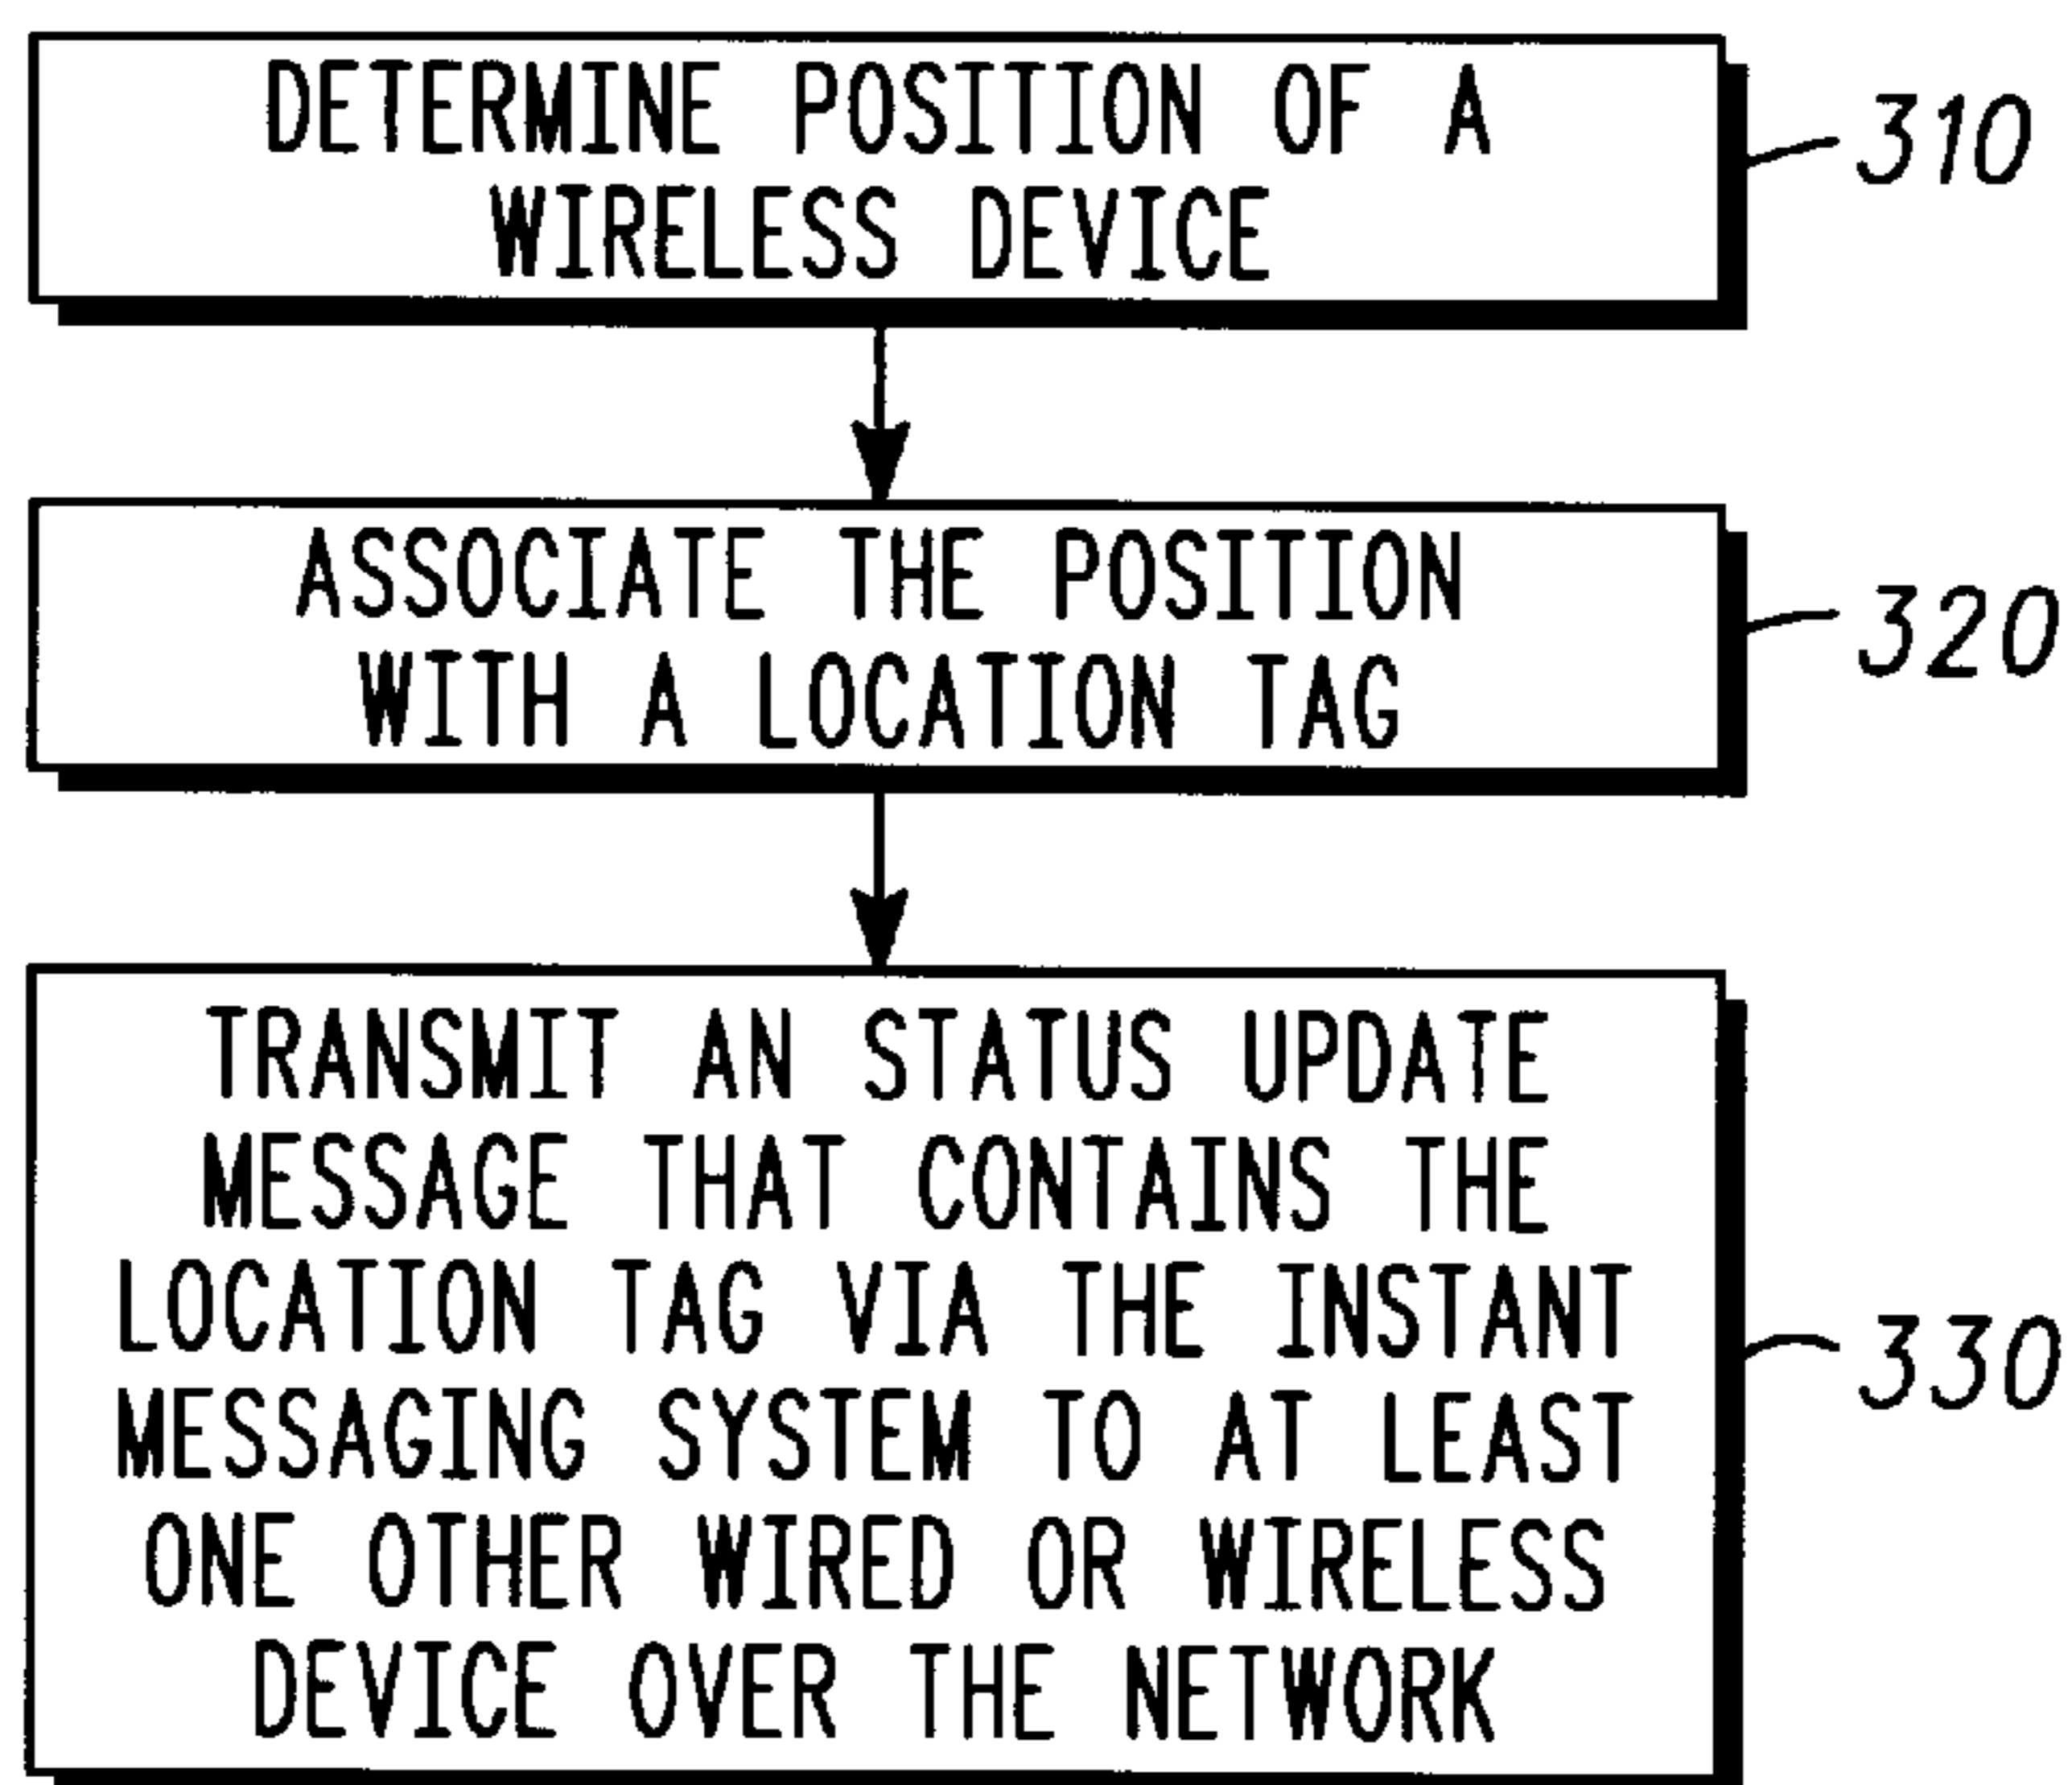 DETERMINE POSITION OF A
WIRELESS DEVICE
310
ASSOCIATE THE POSITION
WITH A LOCATION TAG
320
TRANSMIT AN STATUS UPDATE
MESSAGE THAT CONTAINS THE
LOCATION TAG VIA THE INSTANT
MESSAGING SYSTEM TO AT LEAST
ONE OTHER WIRED OR WIRELESS
DEVICE OVER THE NETWORK
330